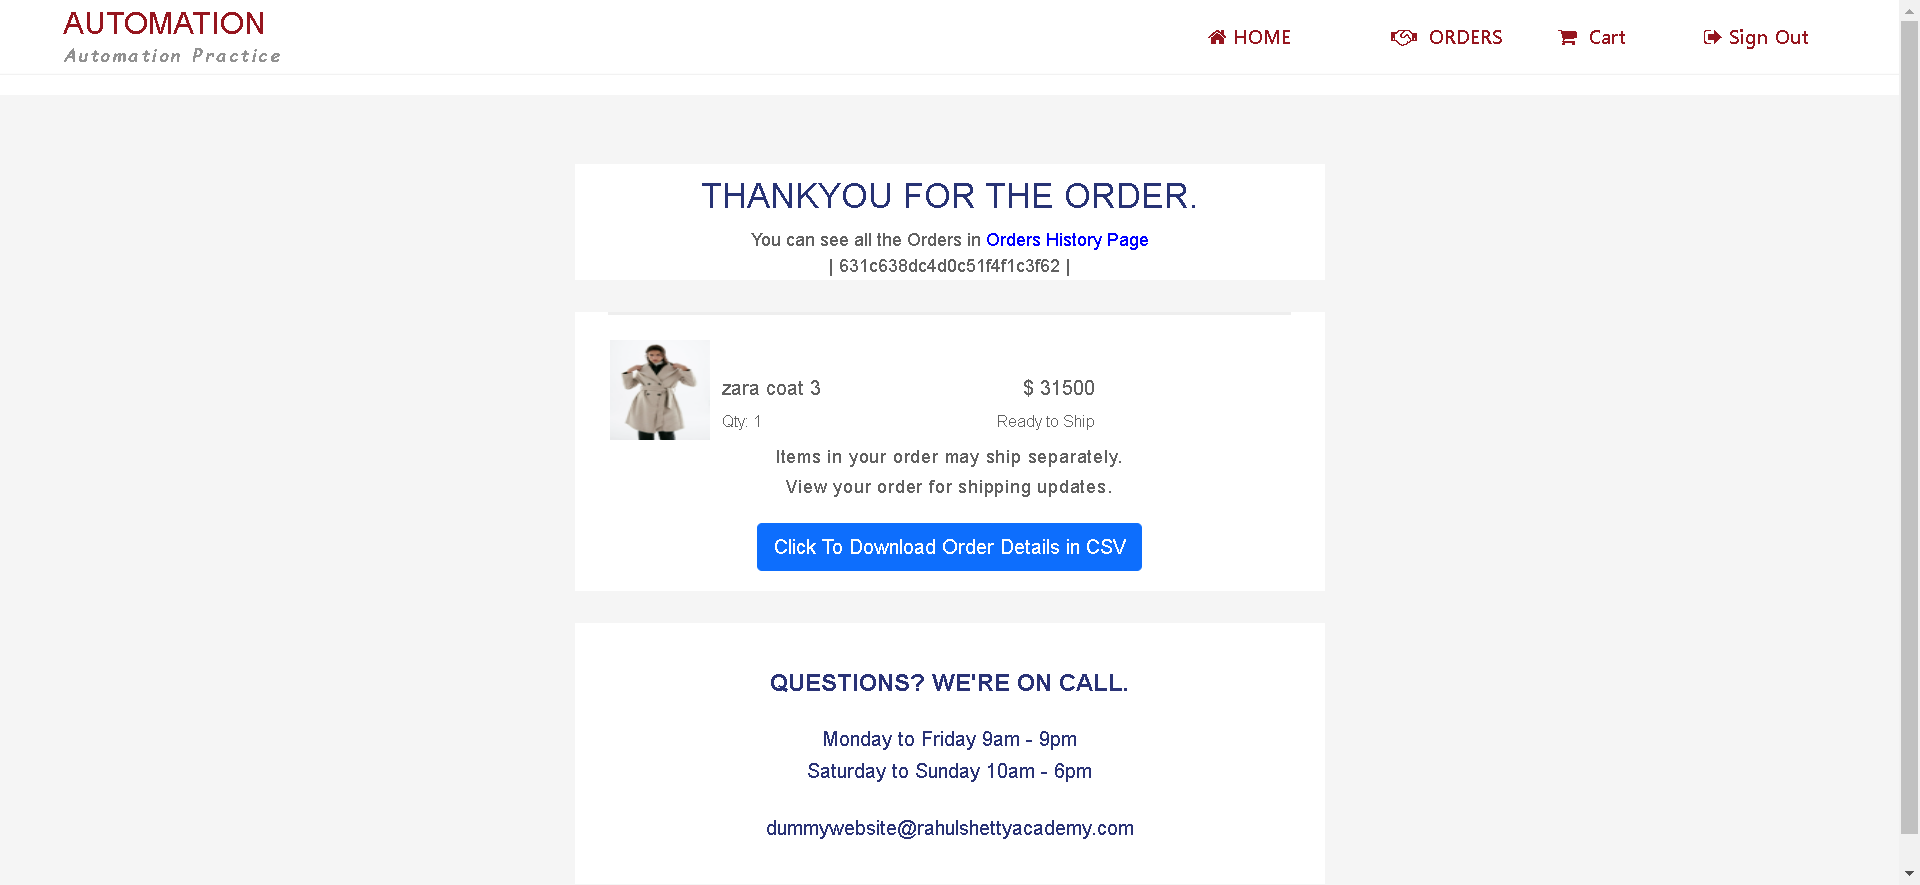 AUTOMATION
Automation Practice
HOME
ORDERS
Cart
Sign Out
THANKYOU FOR THE ORDER.
You can see all the Orders in Orders History Page
| 631c638dc4d0c51f4f1c3f62 |
zara coat 3
$ 31500
Qty: 1
Ready to Ship
Items in your order may ship separately.
View your order for shipping updates.
Click To Download Order Details in CSV
QUESTIONS? WE'RE ON CALL.
Monday to Friday 9am - 9pm
Saturday to Sunday 10am - 6pm
dummywebsite@rahulshettyacademy.com